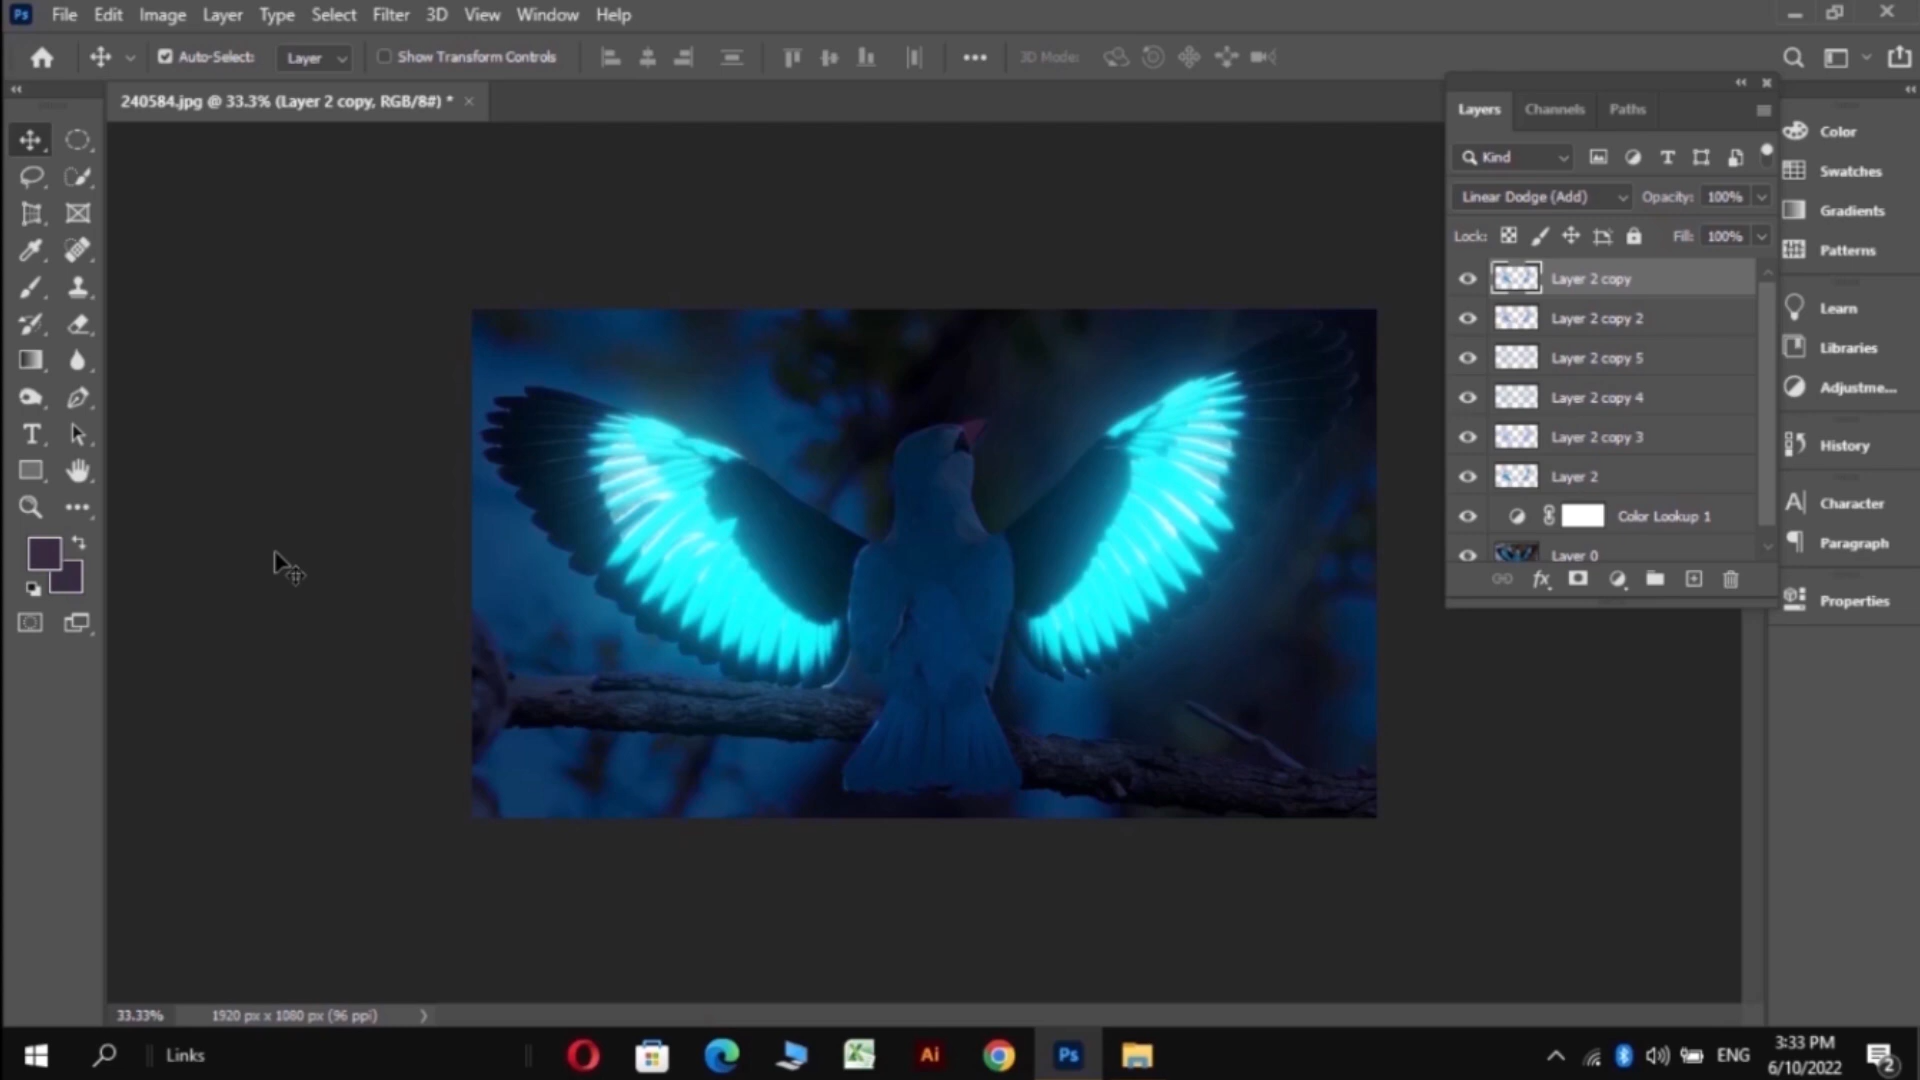 Ps File Edit Image Layer Type Select Filter 3D View Window Help
Auto-Select: Layer Show Transform Controls 3D Mode:
240584.jpg @ 33.3% (Layer 2 copy, RGB/8#) * ×
Layers Channels Paths
Kind
Linear Dodge (Add) Opacity: 100%
Lock: Fill: 100%
Layer 2 copy
Layer 2 copy 2
Layer 2 copy 5
Layer 2 copy 4
Layer 2 copy 3
Layer 2
Color Lookup 1
Layer 0
Color
Swatches
Gradients
Patterns
Learn
Libraries
Adjustme...
History
Character
Paragraph
Properties
33.33% 1920 px x 1080 px (96 ppi)
Links Ai Ps ENG
3:33 PM
6/10/2022
2